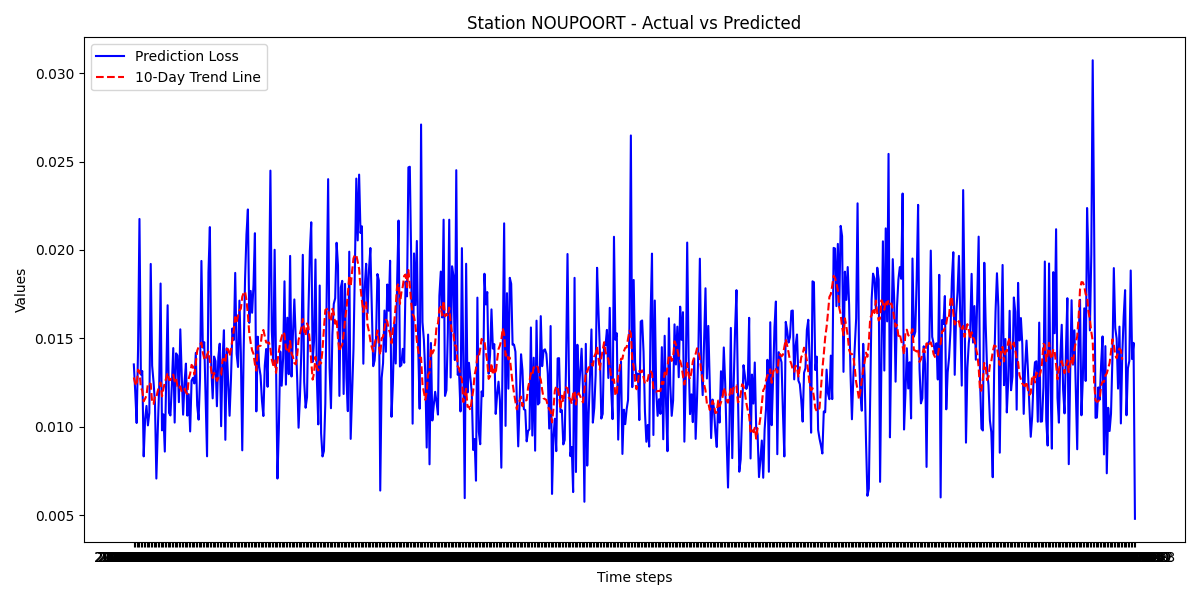 Station NOUPOORT - Actual vs Predicted
Prediction Loss
10-Day Trend Line
Values
0.030
0.025
0.020
0.015
0.010
0.005
Time steps